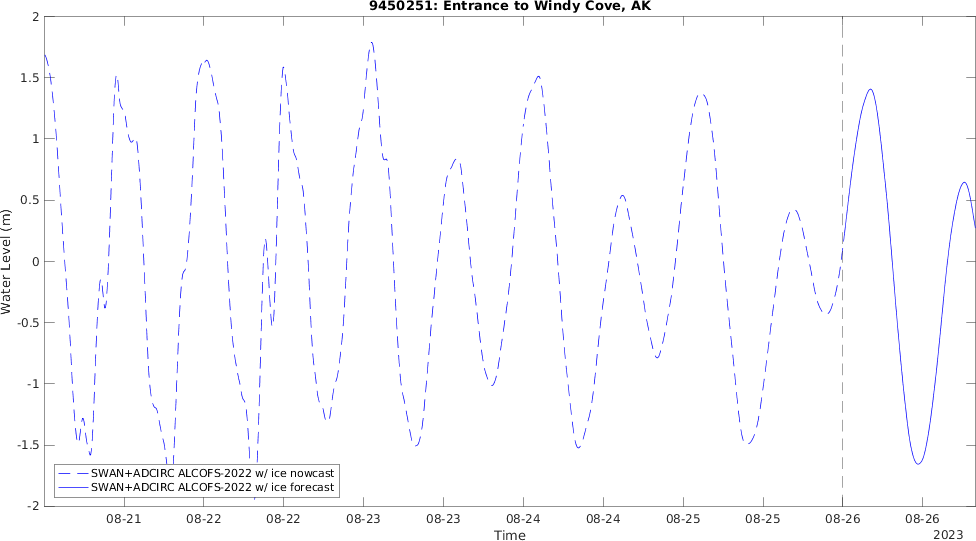 9450251: Entrance to Windy Cove, AK
2
1.5
1
0.5
0
-0.5
-1
-1.5
-2
Water Level (m)
SWAN+ADCIRC ALCOFS-2022 w/ ice nowcast
SWAN+ADCIRC ALCOFS-2022 w/ ice forecast
08-21 08-22 08-22 08-23 08-23 08-24 08-24 08-25 08-25 08-26 08-26
Time
2023